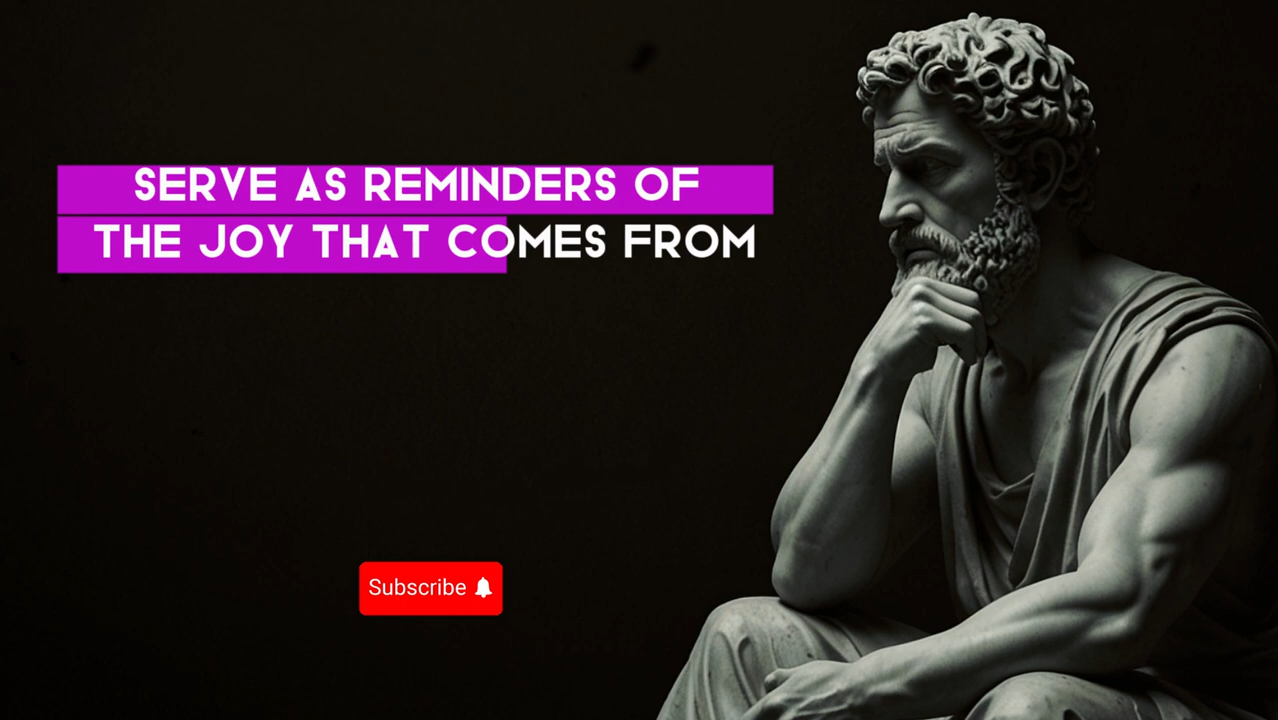 SERVE AS REMINDERS OF
THE JOY THAT COMES FROM
Subscribe